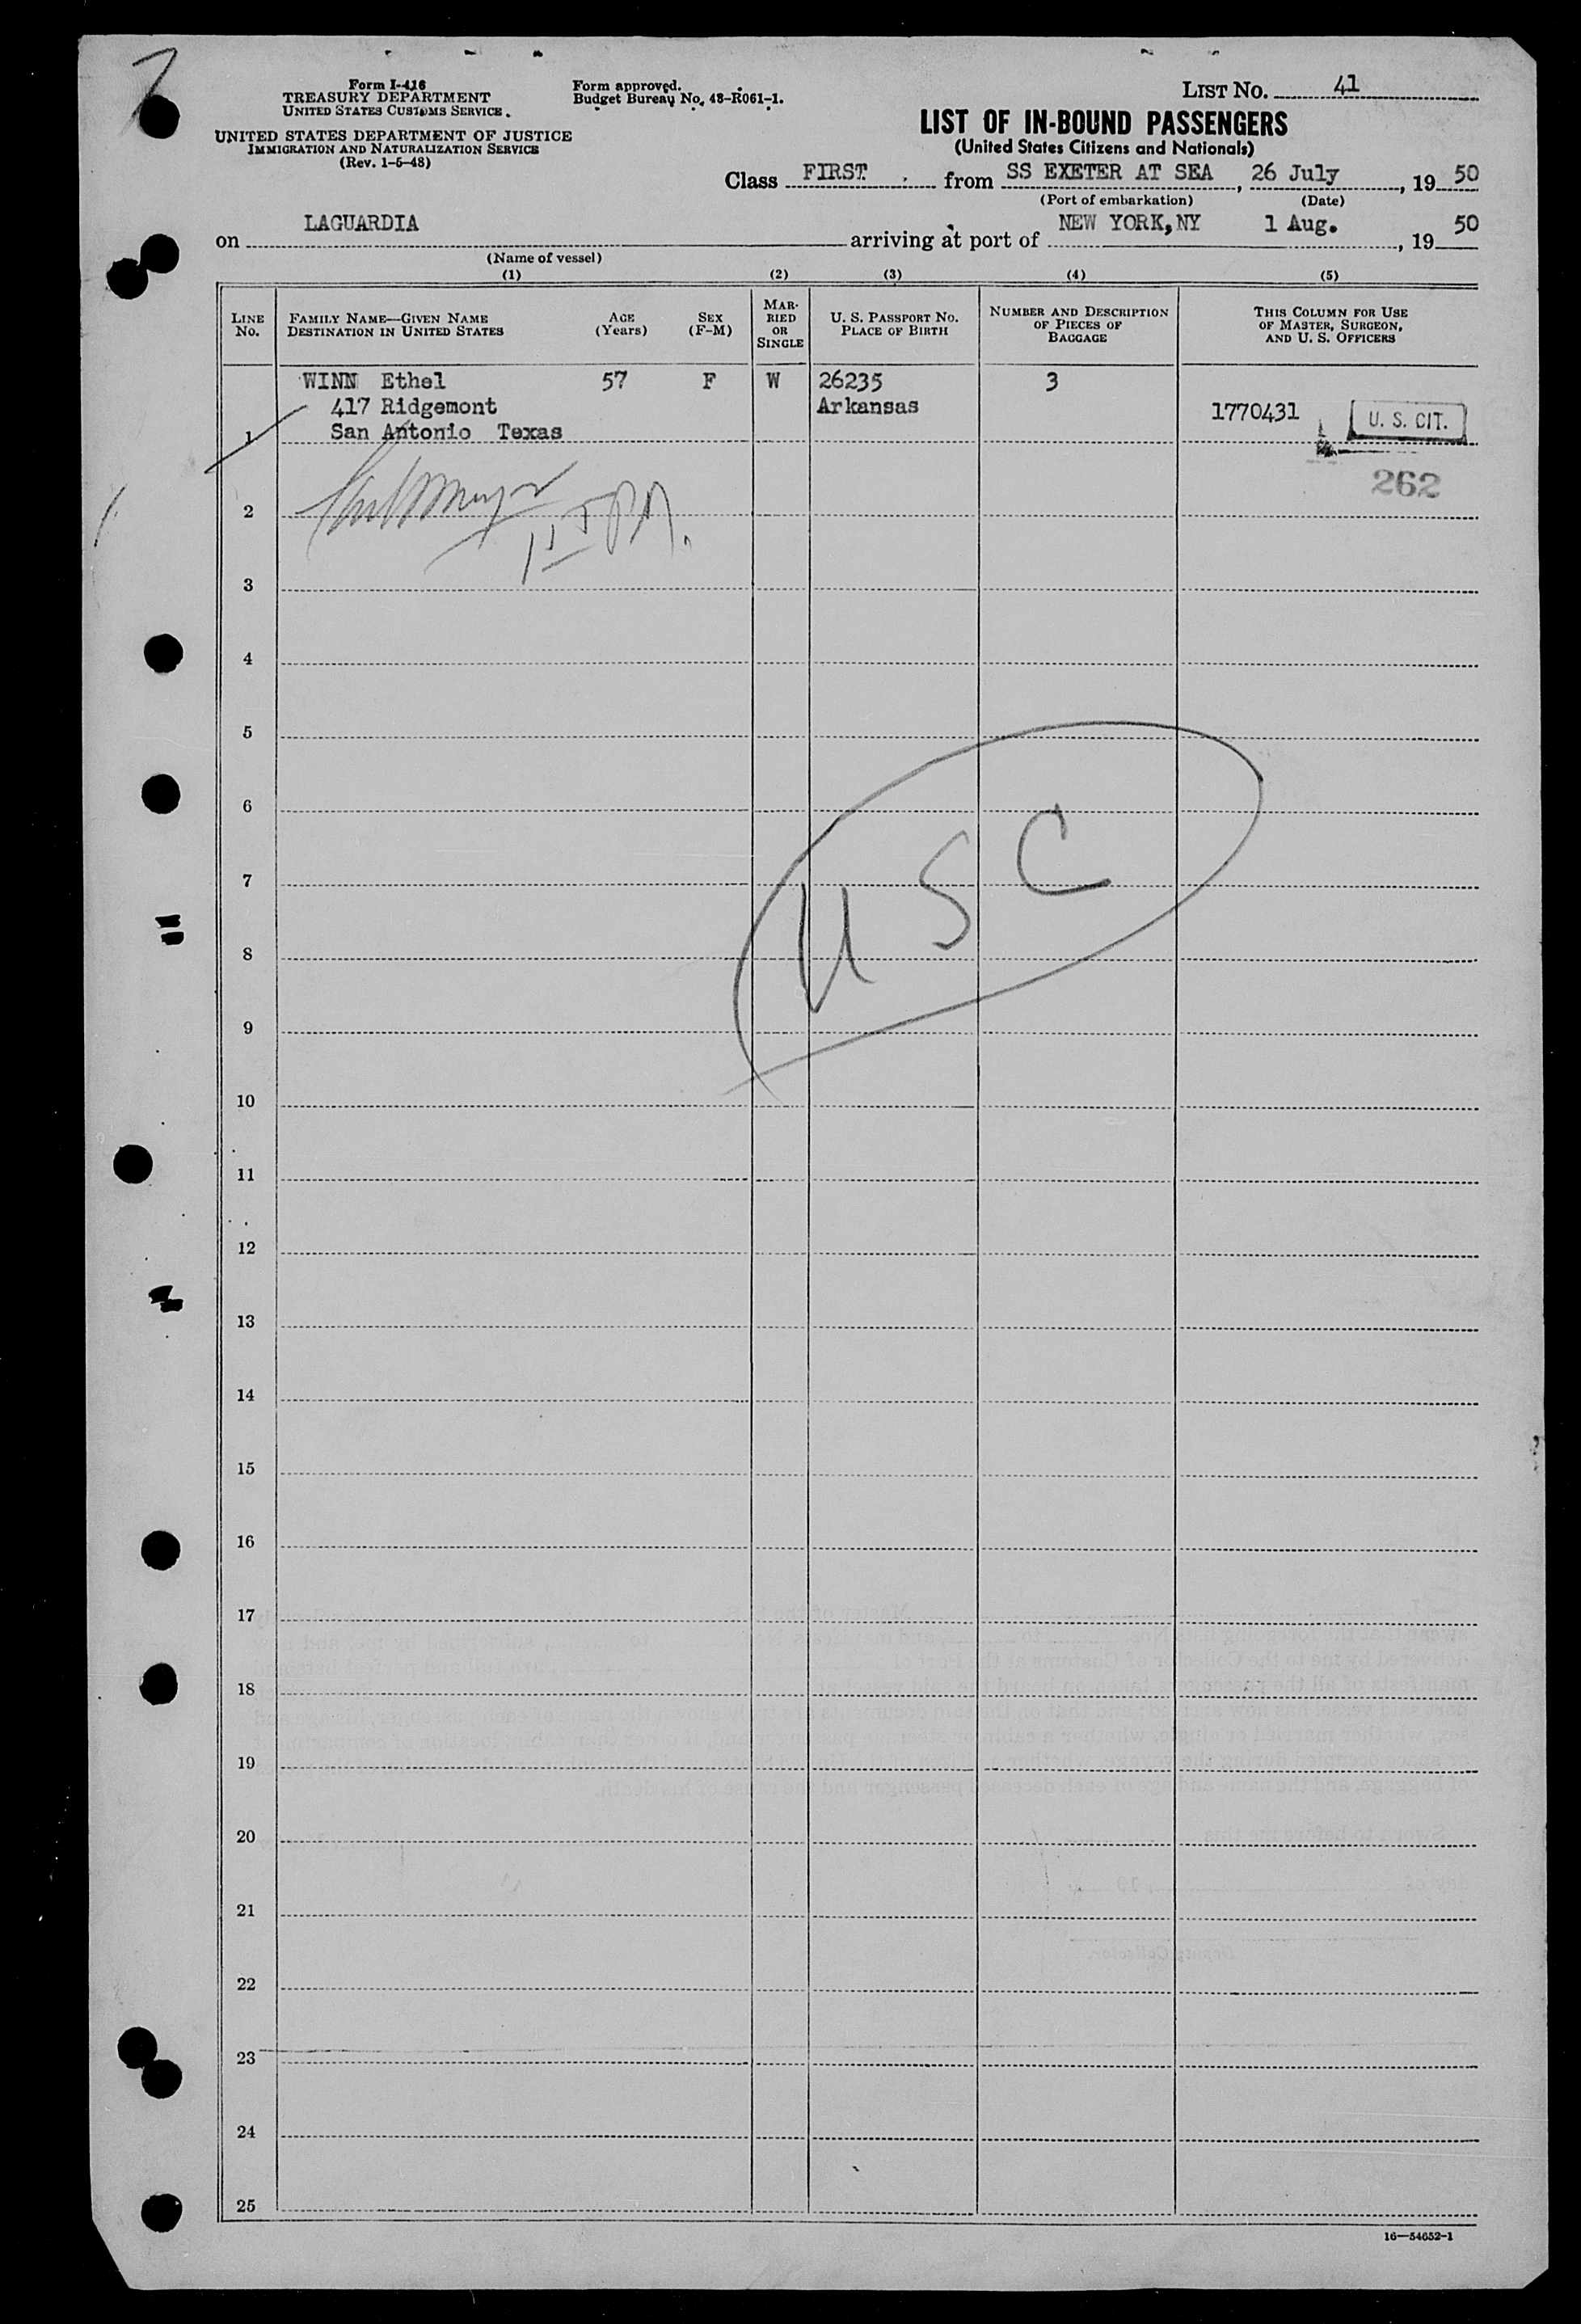 Form I-416
TREASURY DEPARTMENT
UNITED STATES CUSTOMS SERVICE.
UNITED STATES DEPARTMENT OF JUSTICE
IMMIGRATION AND NATURALIZATION SERVICE
(Rev. 1-5-48)
Form approved.
Budget Bureau No. 43-R061-1.
LIST NO. 41
LIST OF IN-BOUND PASSENGERS
(United States Citizens and Nationals)
Class FIRST from SS EXETER AT SEA, 26 July, 19 50
(Port of embarkation) (Date)
on LAGUARDIA arriving at port of NEW YORK,NY 1 Aug., 19 50
(Name of vessel)
(1) (2) (3) (4) (5)
LINE No. FAMILY NAME—GIVEN NAME DESTINATION IN UNITED STATES AGE (Years) SEX (F-M) MARRIED OR SINGLE U. S. PASSPORT NO. PLACE OF BIRTH NUMBER AND DESCRIPTION OF PIECES OF BAGGAGE THIS COLUMN FOR USE OF MASTER, SURGEON, AND U. S. OFFICERS
WINN Ethel 57 F W 26235 3
417 Ridgemont Arkansas 1770431 U. S. CIT.
1 San Antonio Texas
262
2
3
4
5
6
7
U S C
8
9
10
11
12
13
14
15
16
17
18
19
20
21
22
23
24
25
16—54652-1